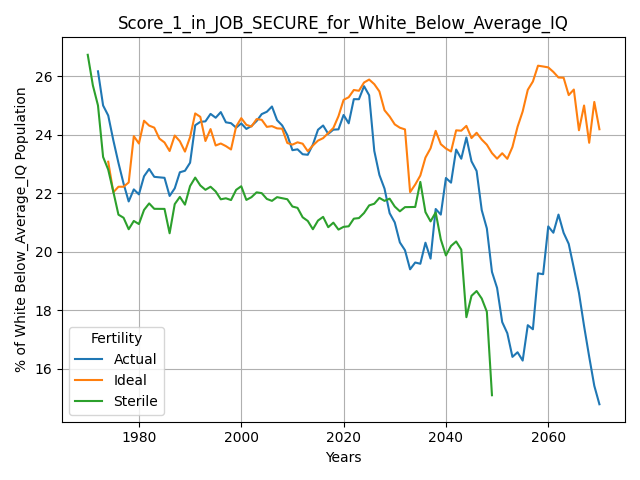 Score_1_in_JOB_SECURE_for_White_Below_Average_IQ
% of White Below_Average_IQ Population
26
24
22
20
18
16
Fertility
Actual
Ideal
Sterile
1980
2000
2020
2040
2060
Years